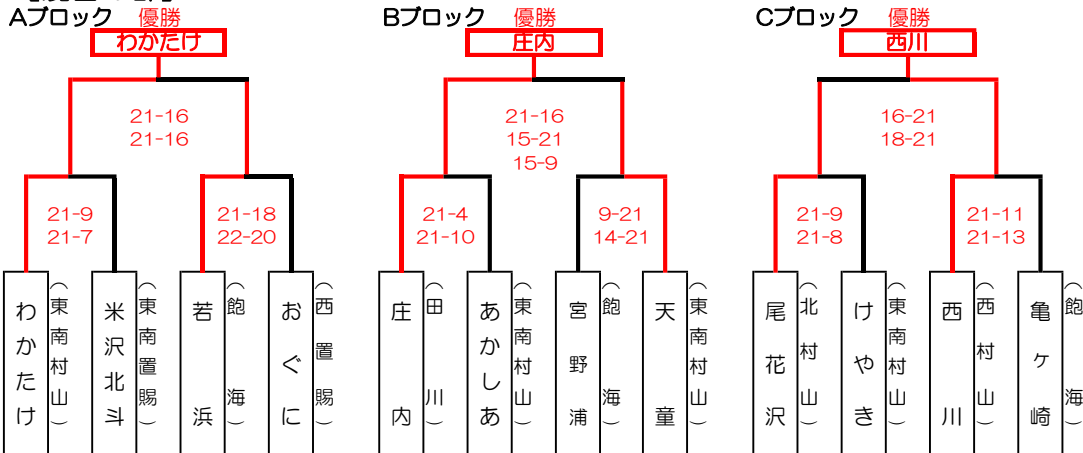 Aブロック 優勝
わかたけ
21-16
21-16
21-9
21-7
21-18
22-20
わかたけ
（東南村山）
米沢北斗
（東南置賜）
若浜
（飽海）
おぐに
（西置賜）
Bブロック 優勝
庄内
21-16
15-21
15-9
21-4
21-10
9-21
14-21
庄内
（田川）
あかしあ
（東南村山）
宮野浦
（飽海）
天童
（東南村山）
Cブロック 優勝
西川
16-21
18-21
21-9
21-8
21-11
21-13
尾花沢
（北村山）
けやき
（東南村山）
西川
（西村山）
亀ヶ崎
（飽海）